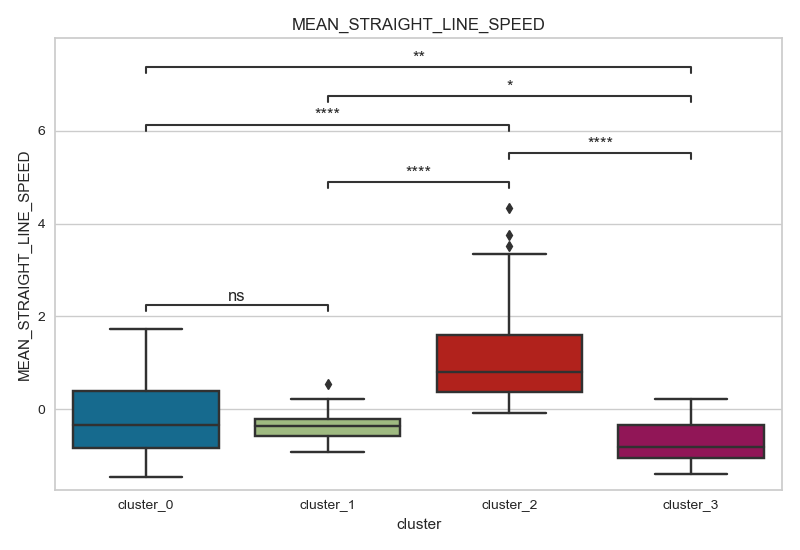 MEAN_STRAIGHT_LINE_SPEED
**
*
****
****
****
ns
MEAN_STRAIGHT_LINE_SPEED
6
4
2
0
cluster_0 cluster_1 cluster_2 cluster_3
cluster